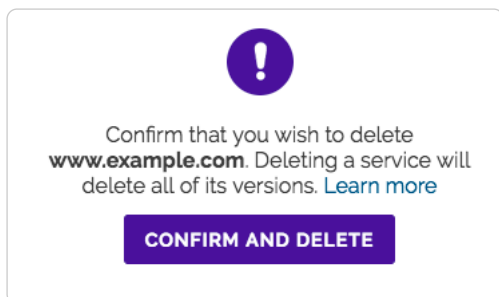 !
Confirm that you wish to delete
www.example.com. Deleting a service will
delete all of its versions. Learn more
CONFIRM AND DELETE